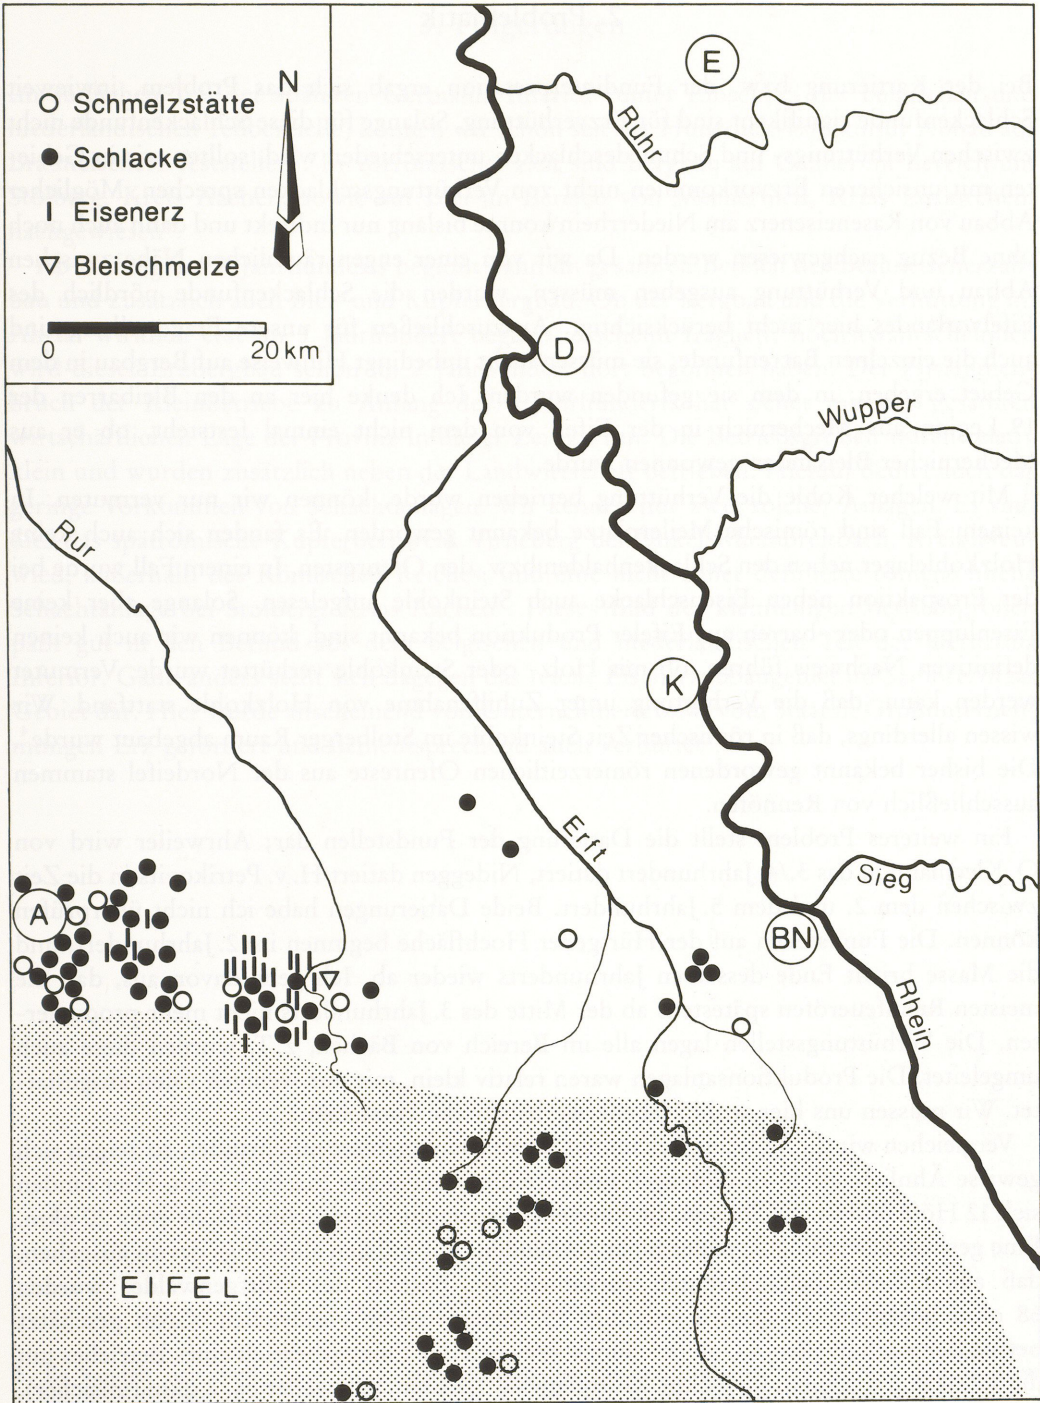 N
Schmelzstätte
Schlacke
Eisenerz
Bleischmelze
0 20 km
E
Ruhr
D
Wupper
Rur
K
Erft
Sieg
A
BN
Rhein
EIFEL